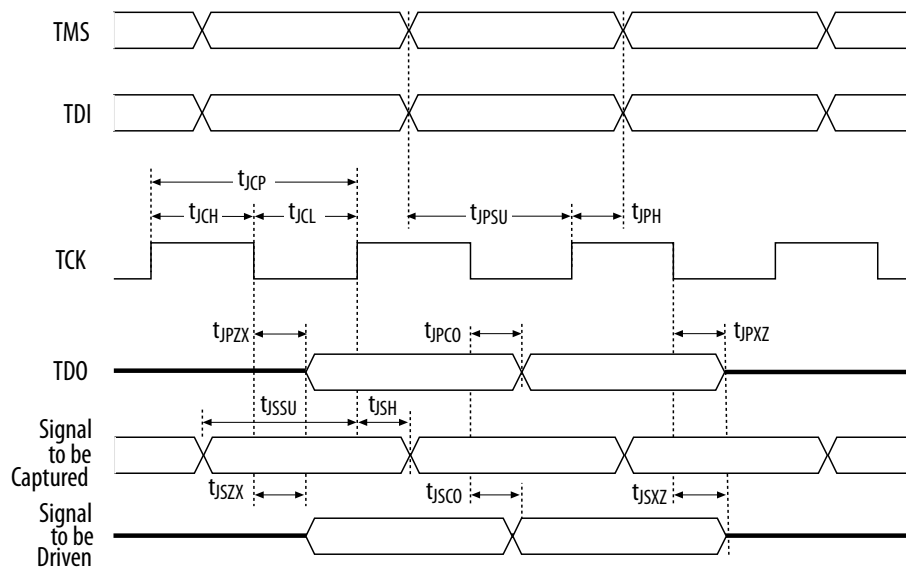 TMS
TDI
tJCP
tJCH
tJCL
tJPSU
tJPH
TCK
tJPZX
tJPCO
tJPXZ
TDO
tJSSU
tJSH
Signal
to be
Captured
tJSZX
tJSCO
tJSXZ
Signal
to be
Driven